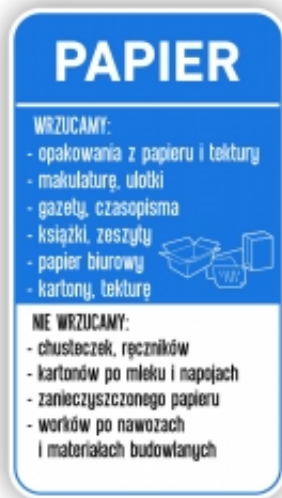 PAPIER
WRZUCAMY:
- opakowania z papieru i tektury
- makulaturę, ulotki
- gazety, czasopisma
- książki, zeszyty
- papier biurowy
- kartony, tekturę
NIE WRZUCAMY:
- chusteczek, ręczników
- kartonów po mleku i napojach
- zanieczyszczonego papieru
- worków po nawozach
i materiałach budowlanych